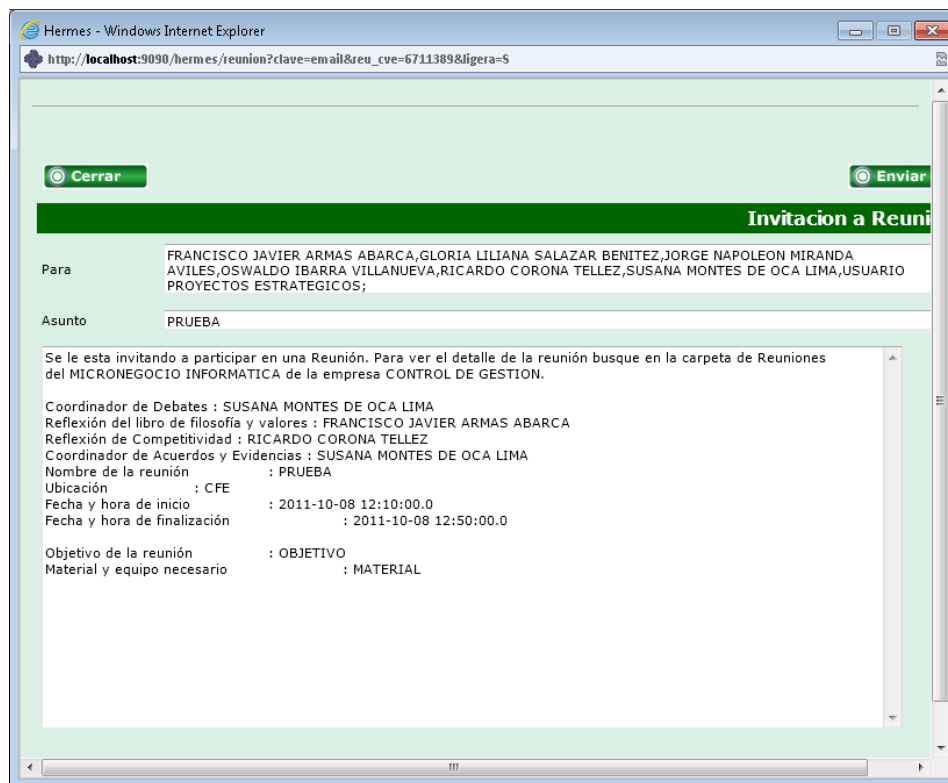 Hermes - Windows Internet Explorer
http://localhost:9090/hermes/reunion?clave=email&reu_cve=6711389&ligera=S
Cerrar
Enviar
Invitacion a Reuni
Para
FRANCISCO JAVIER ARMAS ABARCA,GLORIA LILIANA SALAZAR BENITEZ,JORGE NAPOLEON MIRANDA
AVILES,OSWALDO IBARRA VILLANUEVA,RICARDO CORONA TELLEZ,SUSANA MONTES DE OCA LIMA,USUARIO
PROYECTOS ESTRATEGICOS;
Asunto
PRUEBA
Se le esta invitando a participar en una Reunión. Para ver el detalle de la reunión busque en la carpeta de Reuniones
del MICRONEGOCIO INFORMATICA de la empresa CONTROL DE GESTION.
Coordinador de Debates : SUSANA MONTES DE OCA LIMA
Reflexión del libro de filosofía y valores : FRANCISCO JAVIER ARMAS ABARCA
Reflexión de Competitividad : RICARDO CORONA TELLEZ
Coordinador de Acuerdos y Evidencias : SUSANA MONTES DE OCA LIMA
Nombre de la reunión : PRUEBA
Ubicación : CFE
Fecha y hora de inicio : 2011-10-08 12:10:00.0
Fecha y hora de finalización : 2011-10-08 12:50:00.0
Objetivo de la reunión : OBJETIVO
Material y equipo necesario : MATERIAL